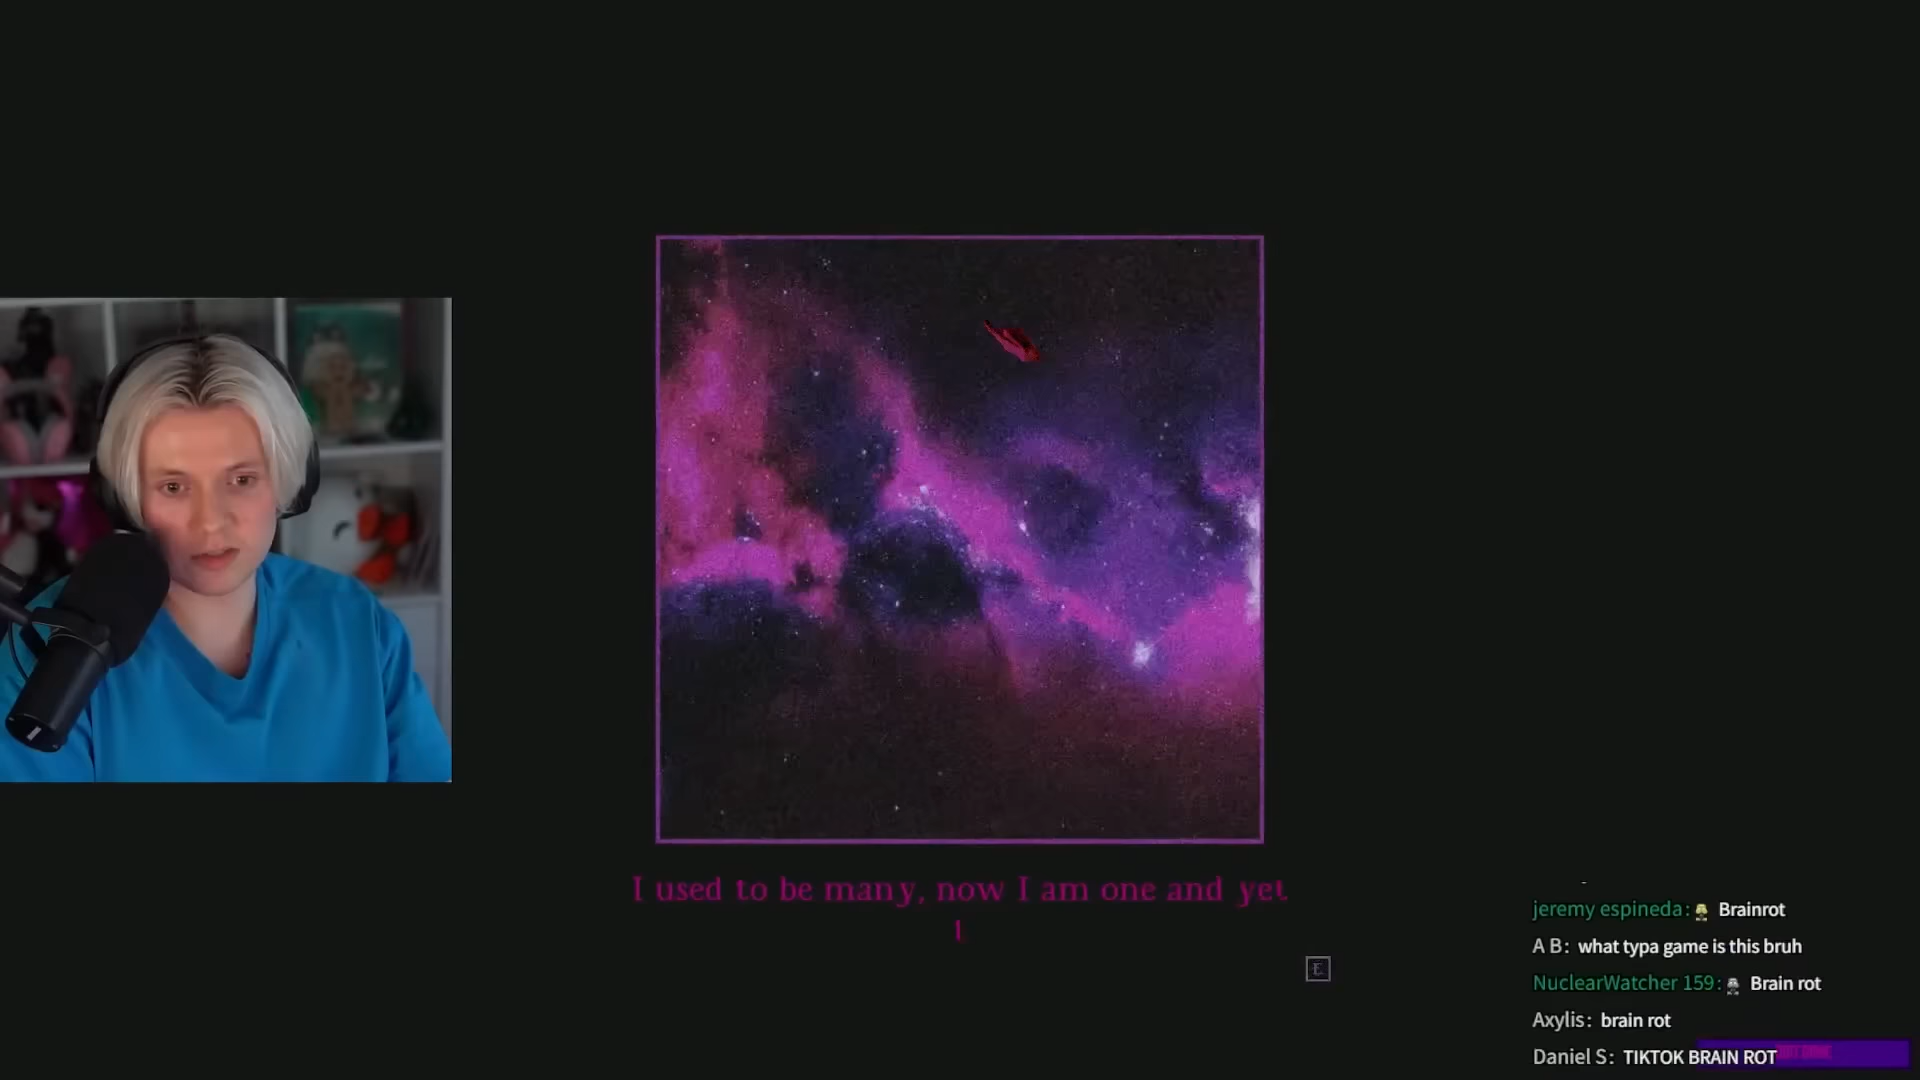 I used to be many, now I am one and yet
I
E
jeremy espineda: Brainrot
A B: what typa game is this bruh
NuclearWatcher 159: Brain rot
Axylis: brain rot
Daniel S: TIKTOK BRAIN ROT